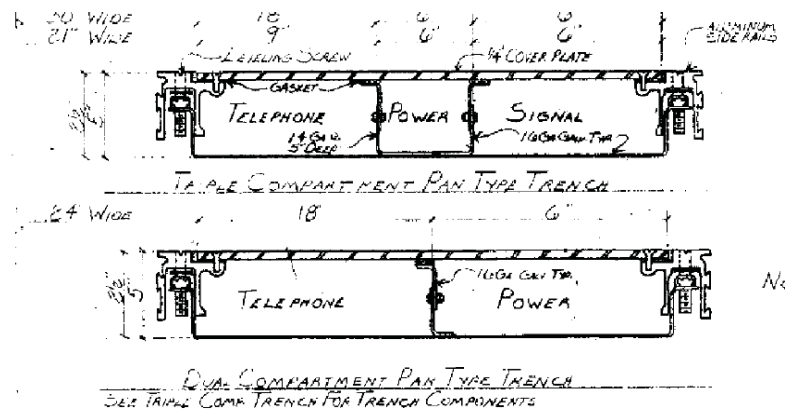 30" WIDE 18" 6" 6"
21" WIDE 9" 6" 6"
LEVELING SCREW 1/4" COVER PLATE ALUMINUM
SIDE RAILS
GASKET
TELEPHONE POWER SIGNAL
14 GA.
5" DEEP 16 GA GALV TYP.
TRIPLE COMPARTMENT PAN TYPE TRENCH
24" WIDE 18" 6"
16 GA GALV TYP.
5
TELEPHONE POWER
DUAL COMPARTMENT PAN TYPE TRENCH
SEE TRIPLE COMP. TRENCH FOR TRENCH COMPONENTS